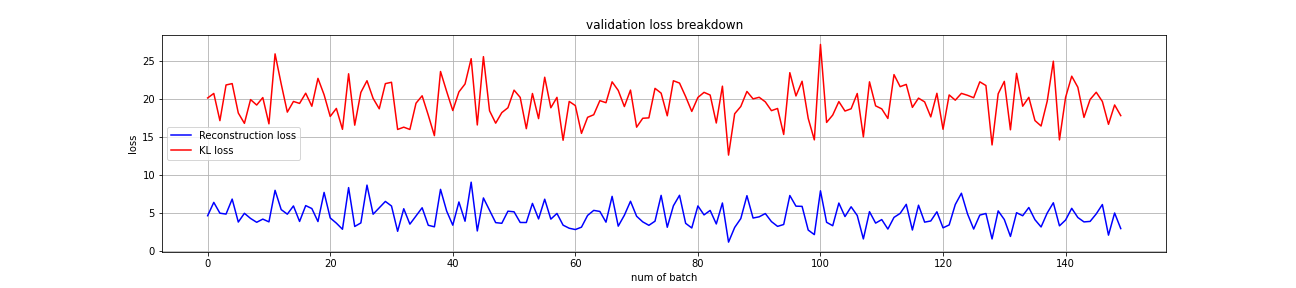 validation loss breakdown
loss
25
20
15
10
5
0
Reconstruction loss
KL loss
0 20 40 60 80 100 120 140
num of batch